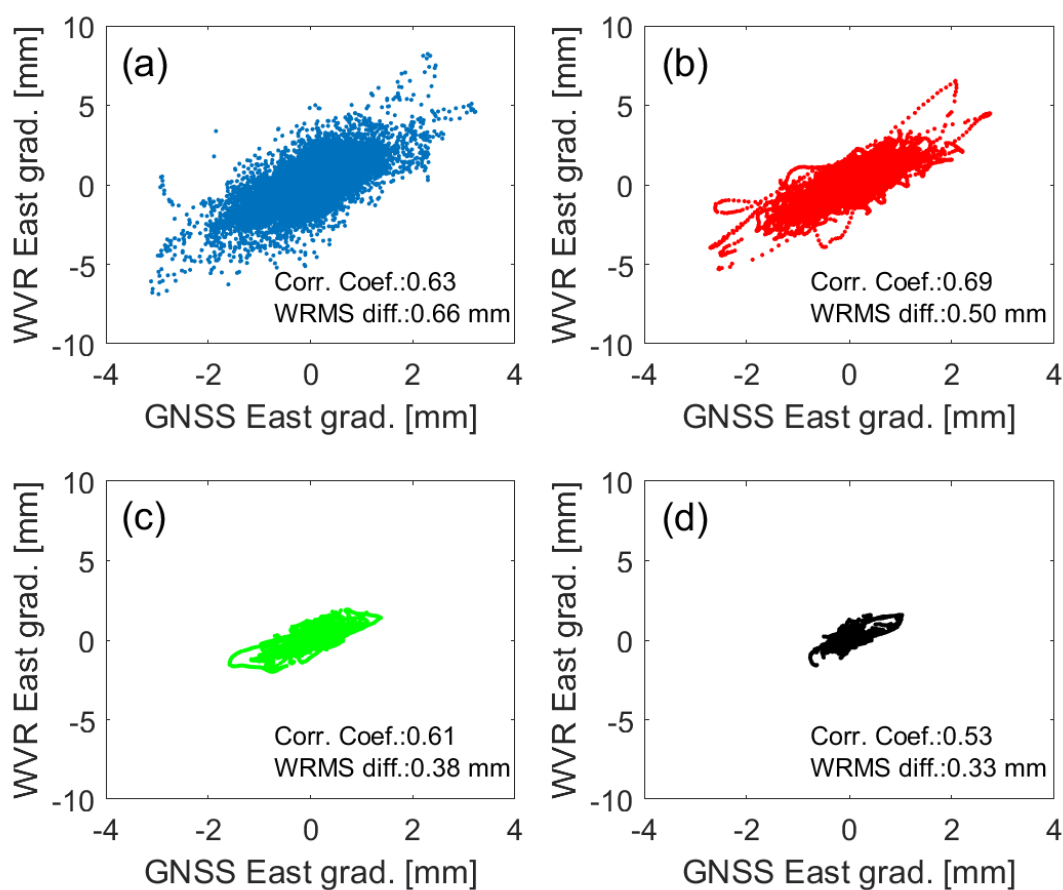 (a)
WVR East grad. [mm]
10
5
0
-5
-10
Corr. Coef.:0.63
WRMS diff.:0.66 mm
-4 -2 0 2 4
GNSS East grad. [mm]
(b)
WVR East grad. [mm]
10
5
0
-5
-10
Corr. Coef.:0.69
WRMS diff.:0.50 mm
-4 -2 0 2 4
GNSS East grad. [mm]
(c)
WVR East grad. [mm]
10
5
0
-5
-10
Corr. Coef.:0.61
WRMS diff.:0.38 mm
-4 -2 0 2 4
GNSS East grad. [mm]
(d)
WVR East grad. [mm]
10
5
0
-5
-10
Corr. Coef.:0.53
WRMS diff.:0.33 mm
-4 -2 0 2 4
GNSS East grad. [mm]